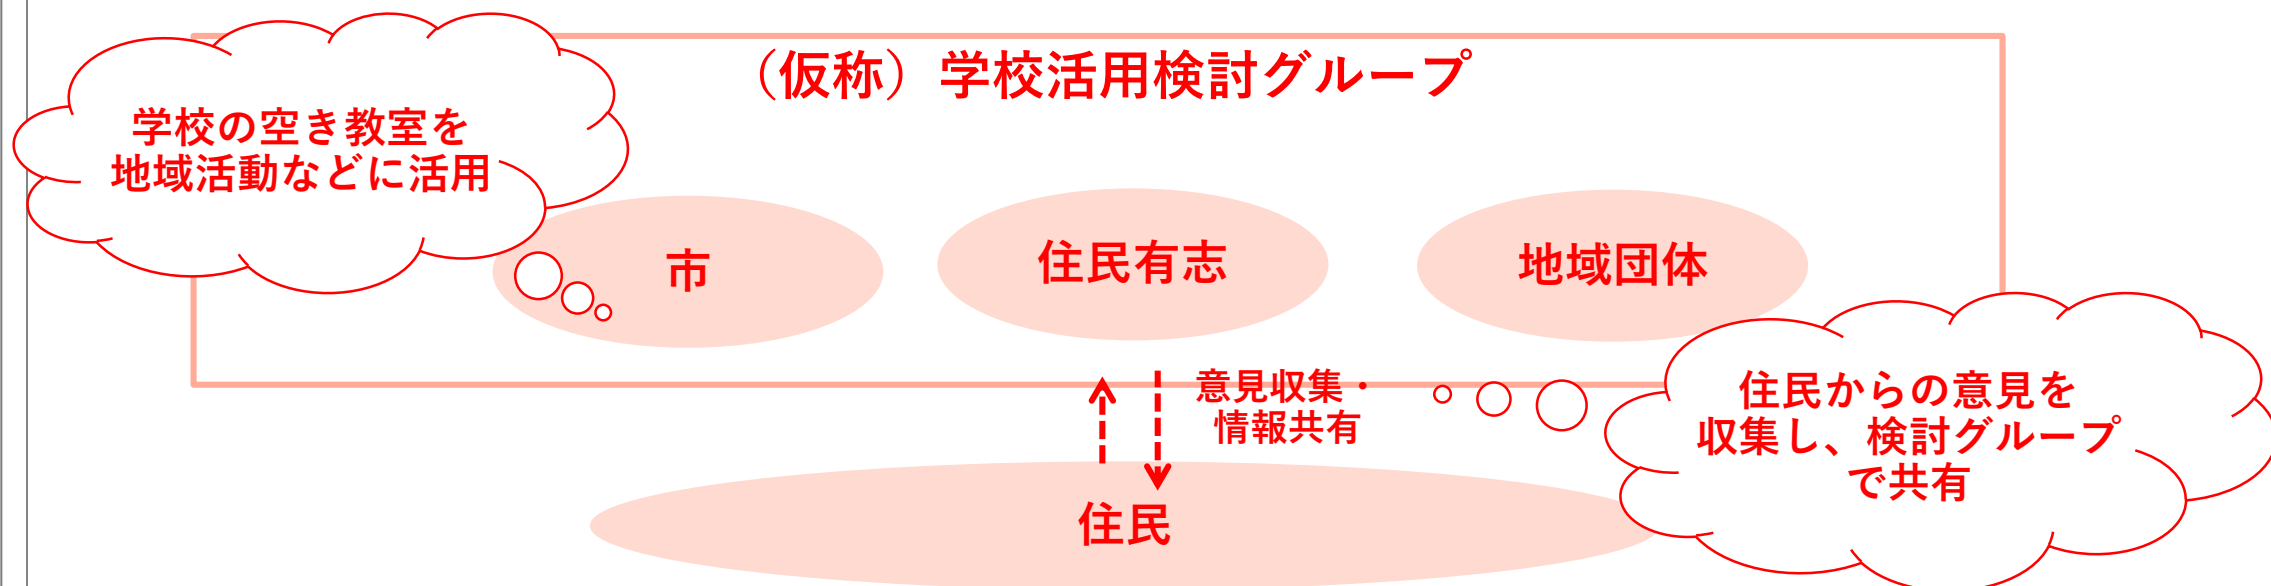 （仮称）学校活用検討グループ
学校の空き教室を
地域活動などに活用
市
住民有志
地域団体
意見収集・
情報共有
住民からの意見を
収集し、検討グループ
で共有
住民